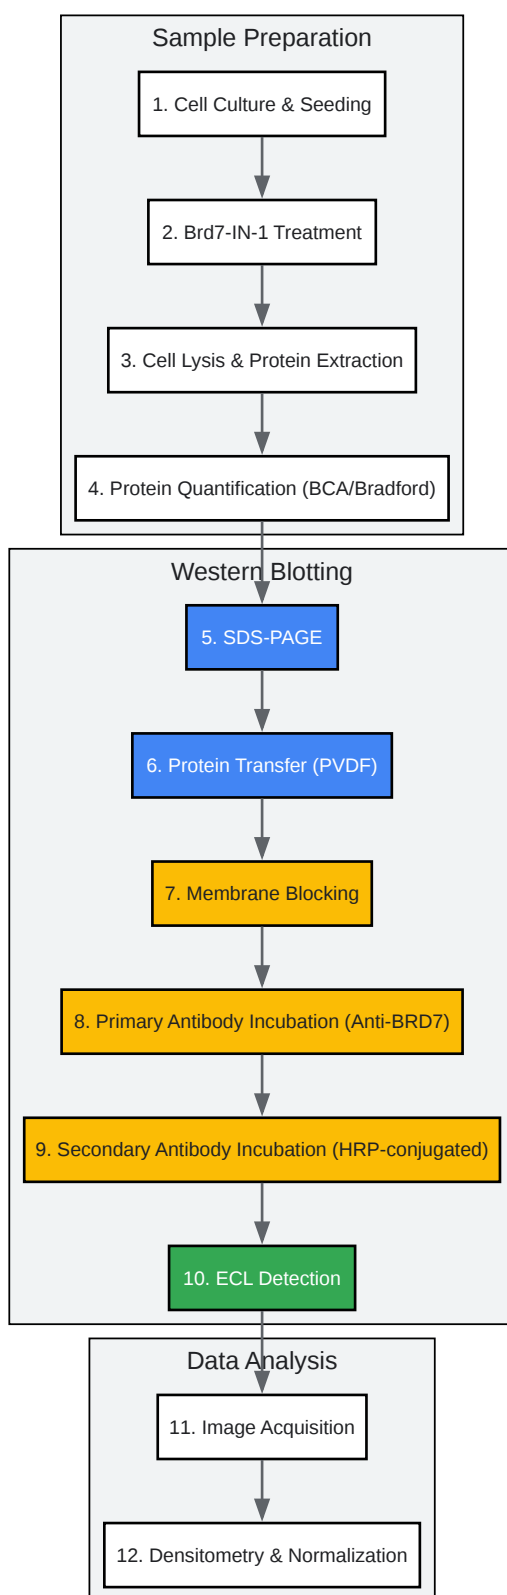 Sample Preparation
1. Cell Culture & Seeding
2. Brd7-IN-1 Treatment
3. Cell Lysis & Protein Extraction
4. Protein Quantification (BCA/Bradford)
Western Blotting
5. SDS-PAGE
6. Protein Transfer (PVDF)
7. Membrane Blocking
8. Primary Antibody Incubation (Anti-BRD7)
9. Secondary Antibody Incubation (HRP-conjugated)
10. ECL Detection
Data Analysis
11. Image Acquisition
12. Densitometry & Normalization